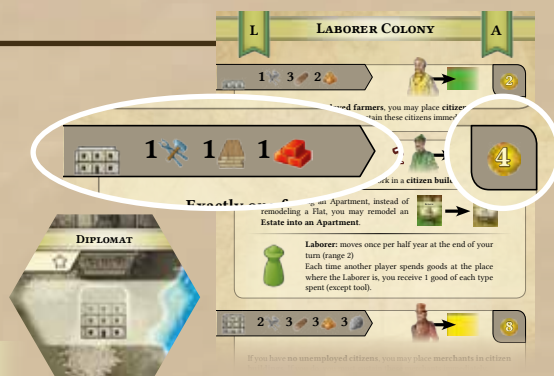 L LABORER COLONY A
1 3 2 2
yed farmers, you may place citizen
tain these citizens immed
1 1 1 4
rk in a citizen buil
Exactly one f
an Apartment, instead of
remodeling a Flat, you may remodel an
Estate into an Apartment.
DIPLOMAT
Laborer: moves once per half year at the end of your
turn (range 2)
Each time another player spends goods at the place
where the Laborer is, you receive 1 good of each type
spent (except tool).
2 3 3 3 8
If you have no unemployed citizens, you may place merchants in citizen